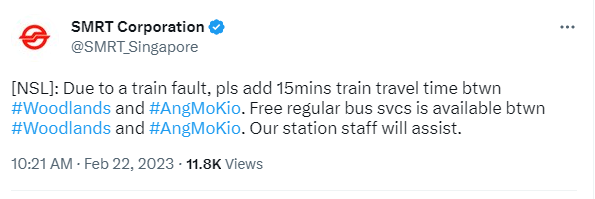 SMRT Corporation
@SMRT_Singapore
[NSL]: Due to a train fault, pls add 15mins train travel time btwn
#Woodlands and #AngMoKio. Free regular bus svcs is available btwn
#Woodlands and #AngMoKio. Our station staff will assist.
10:21 AM · Feb 22, 2023 · 11.8K Views